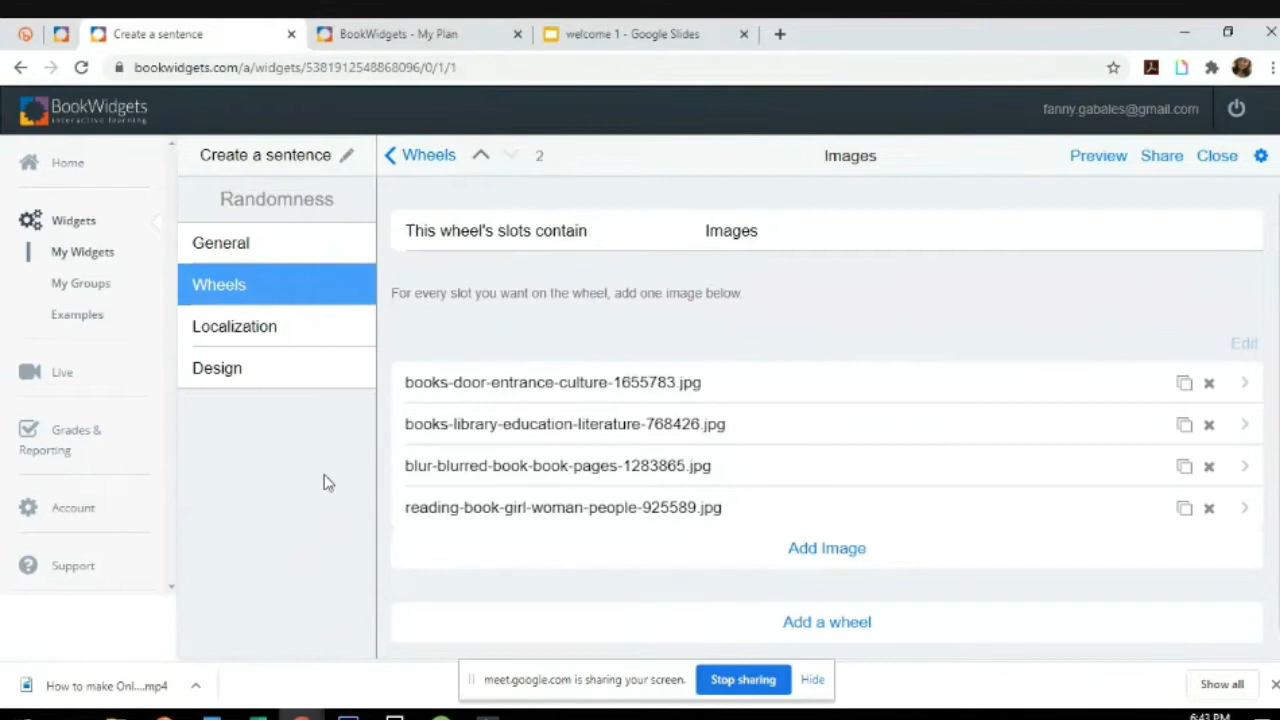 Create a sentence
BookWidgets - My Plan
welcome 1 - Google Slides
bookwidgets.com/a/widgets/5381912548868096/0/1/1
BookWidgets
interactive learning
fanny.gabales@gmail.com
Home
Create a sentence
Wheels
2
Images
Preview
Share
Close
Randomness
Widgets
General
This wheel's slots contain
Images
My Widgets
Wheels
My Groups
For every slot you want on the wheel, add one image below.
Examples
Localization
Edit
Live
Design
books-door-entrance-culture-1655783.jpg
Grades &
Reporting
books-library-education-literature-768426.jpg
blur-blurred-book-book-pages-1283865.jpg
Account
reading-book-girl-woman-people-925589.jpg
Add Image
Support
Add a wheel
How to make Onl....mp4
meet.google.com is sharing your screen.
Stop sharing
Hide
Show all
6:43 PM